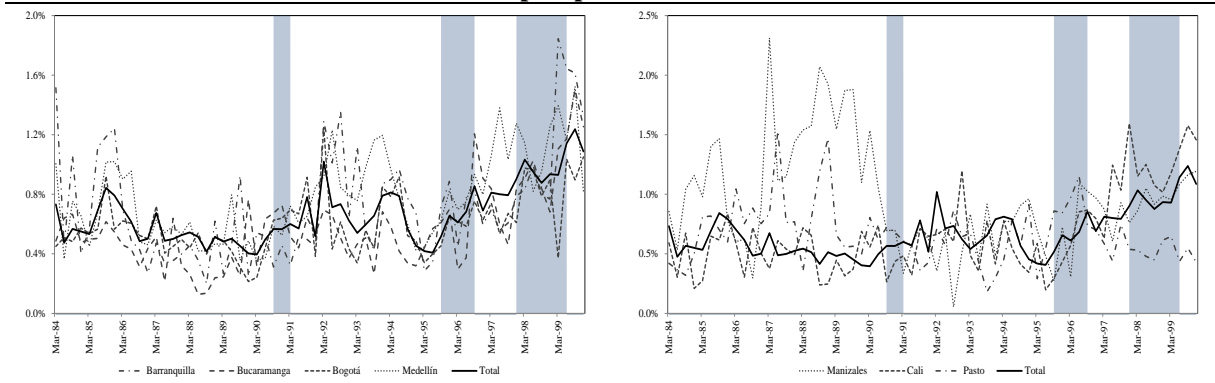 2.0%
1.6%
1.2%
0.8%
0.4%
0.0%
Mar-84
Mar-85
Mar-86
Mar-87
Mar-88
Mar-89
Mar-90
Mar-91
Mar-92
Mar-93
Mar-94
Mar-95
Mar-96
Mar-97
Mar-98
Mar-99
Barranquilla Bucaramanga Bogotá Medellín Total
2.5%
2.0%
1.5%
1.0%
0.5%
0.0%
Mar-84
Mar-85
Mar-86
Mar-87
Mar-88
Mar-89
Mar-90
Mar-91
Mar-92
Mar-93
Mar-94
Mar-95
Mar-96
Mar-97
Mar-98
Mar-99
Manizales Cali Pasto Total